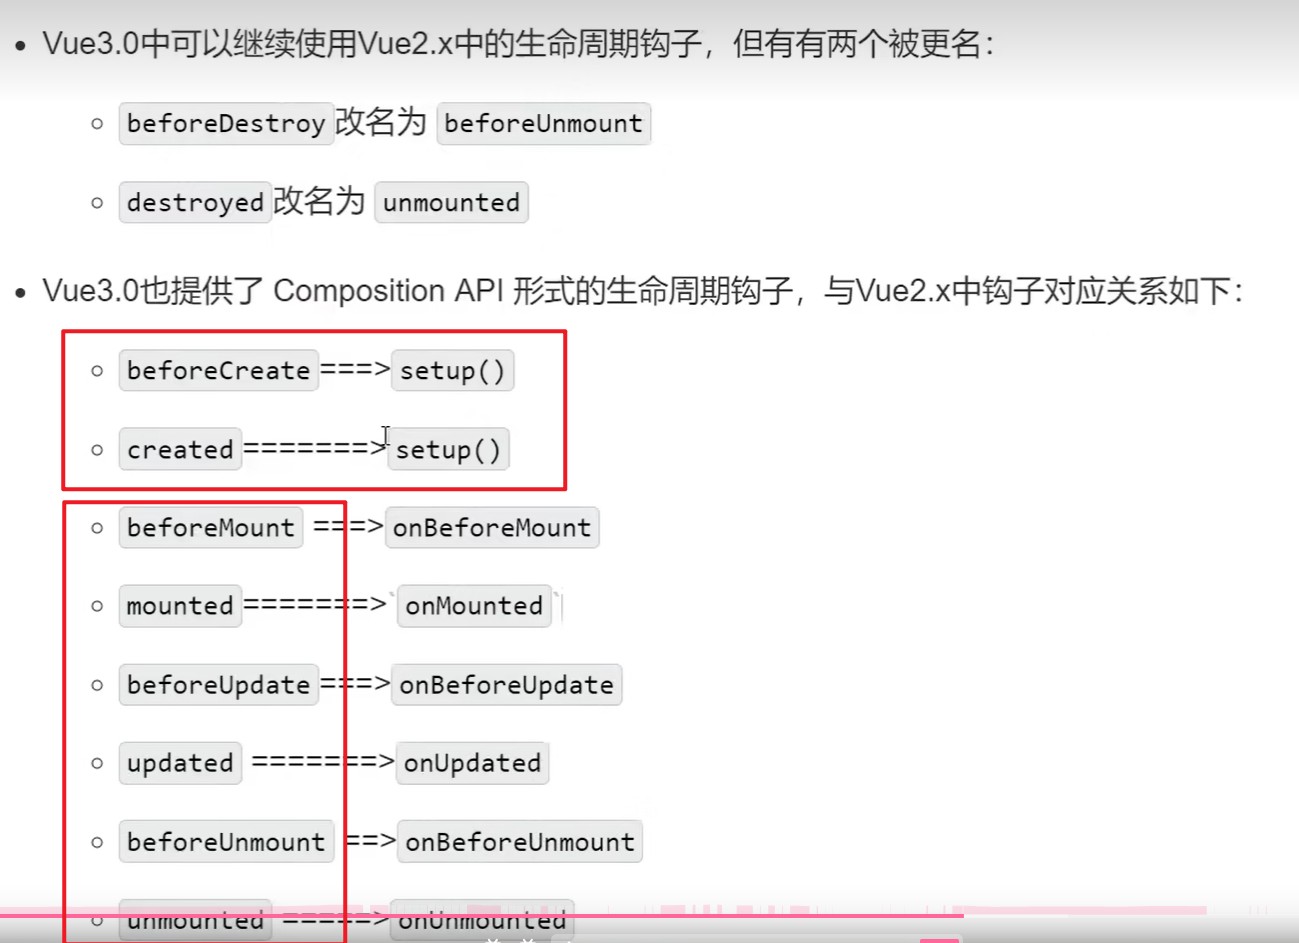 Vue3.0中可以继续使用Vue2.x中的生命周期钩子，但有有两个被更名：
beforeDestroy改名为 beforeUnmount
destroyed改名为 unmounted
Vue3.0也提供了 Composition API 形式的生命周期钩子，与Vue2.x中钩子对应关系如下：
beforeCreate===>setup()
created=======>setup()
beforeMount ===>onBeforeMount
mounted=======>`onMounted`
beforeUpdate===>onBeforeUpdate
updated =======>onUpdated
beforeUnmount ==>onBeforeUnmount
unmounted =====>onUnmounted